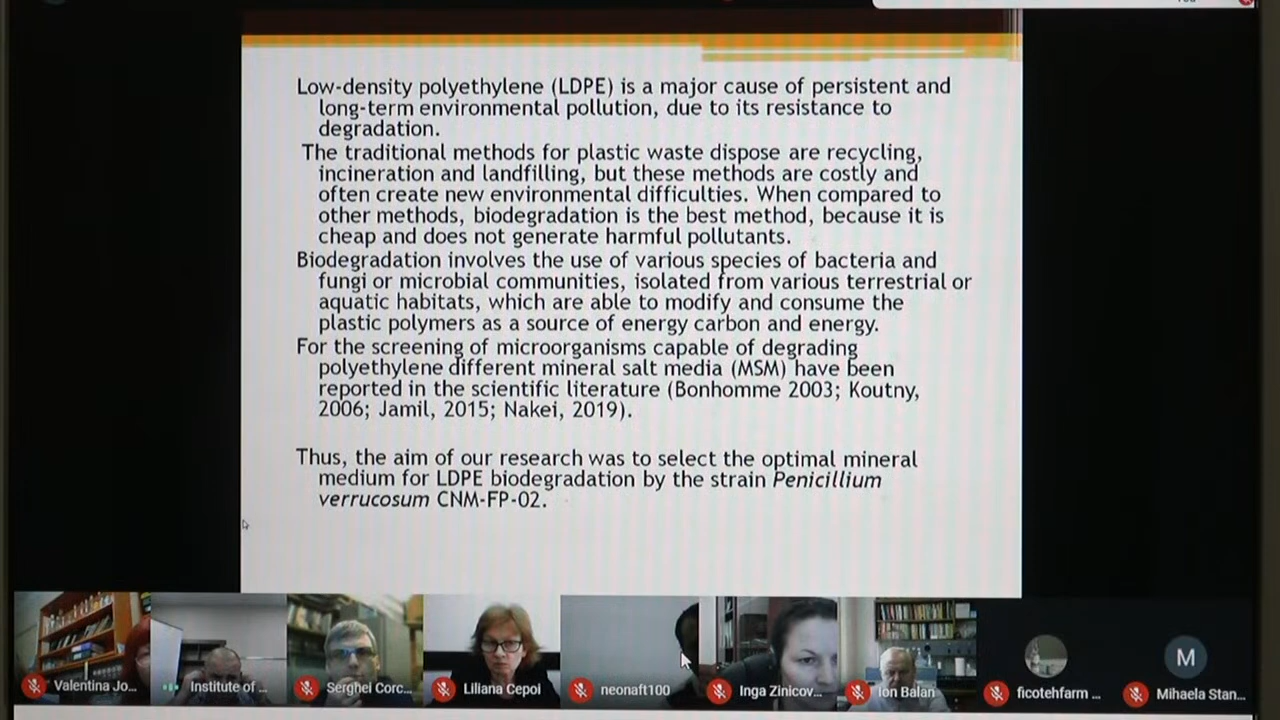 Low-density polyethylene (LDPE) is a major cause of persistent and
long-term environmental pollution, due to its resistance to
degradation.
The traditional methods for plastic waste dispose are recycling,
incineration and landfilling, but these methods are costly and
often create new environmental difficulties. When compared to
other methods, biodegradation is the best method, because it is
cheap and does not generate harmful pollutants.
Biodegradation involves the use of various species of bacteria and
fungi or microbial communities, isolated from various terrestrial or
aquatic habitats, which are able to modify and consume the
plastic polymers as a source of energy carbon and energy.
For the screening of microorganisms capable of degrading
polyethylene different mineral salt media (MSM) have been
reported in the scientific literature (Bonhomme 2003; Koutny,
2006; Jamil, 2015; Nakei, 2019).
Thus, the aim of our research was to select the optimal mineral
medium for LDPE biodegradation by the strain Penicillium
verrucosum CNM-FP-02.
M
Valentina Jo... Institute of ... Serghei Corc... Liliana Cepoi neonaft100 Inga Zinicov... Ion Balan ficotehfarm ... Mihaela Stan...